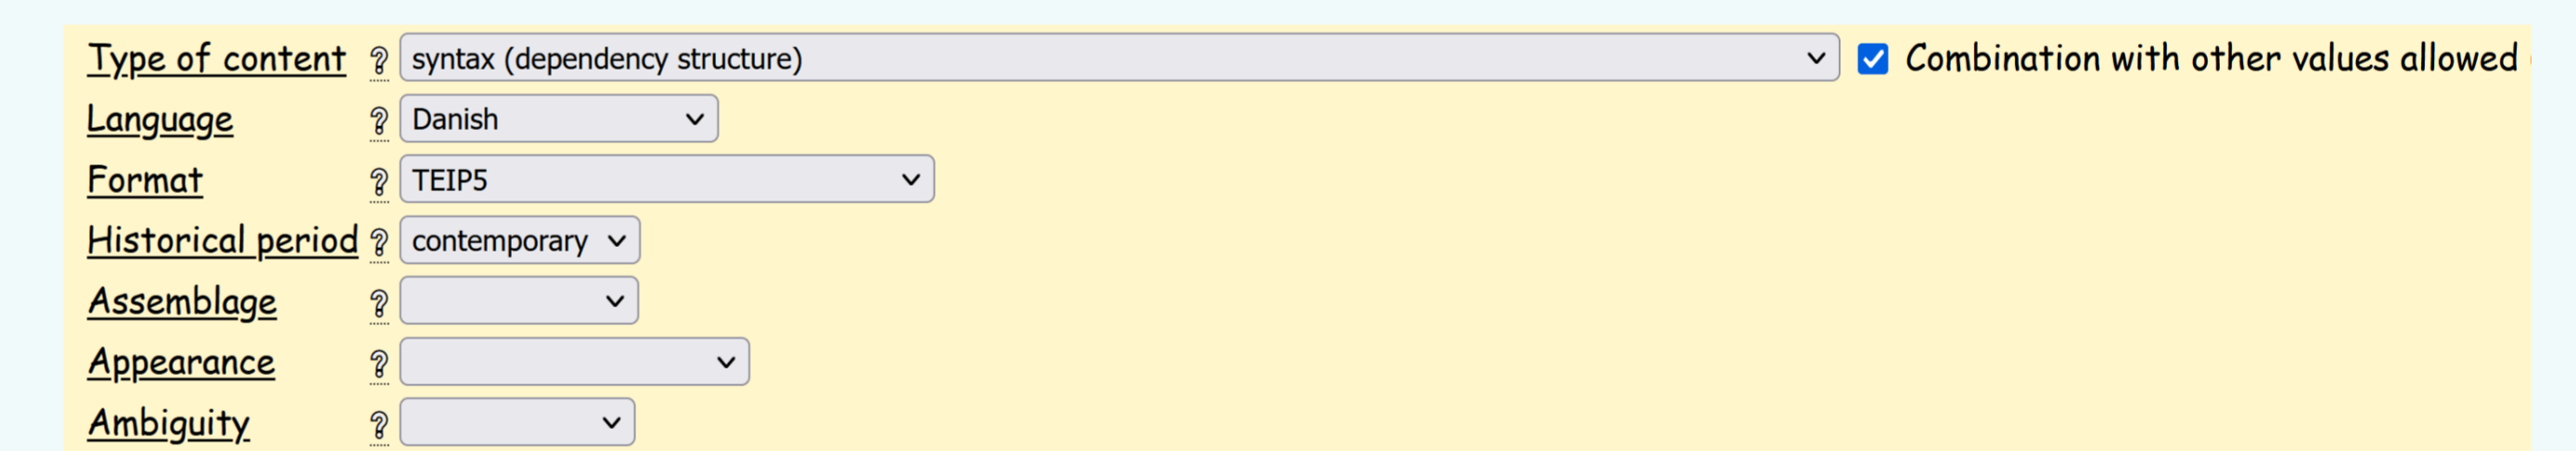 Type of content ? syntax (dependency structure) Combination with other values allowed
Language ? Danish
Format ? TEIP5
Historical period ? contemporary
Assemblage ?
Appearance ?
Ambiguity ?